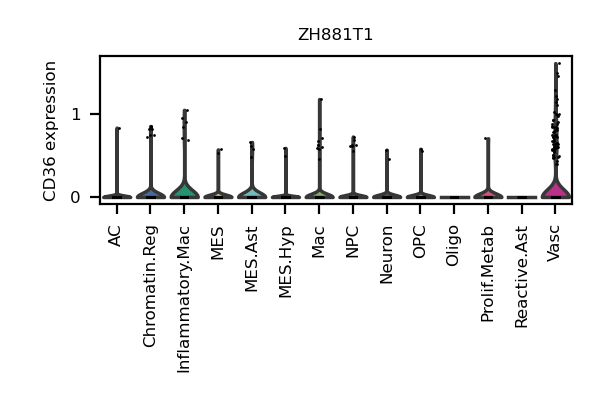 ZH881T1
CD36 expression
1
0
AC
Chromatin.Reg
Inflammatory.Mac
MES
MES.Ast
MES.Hyp
Mac
NPC
Neuron
OPC
Oligo
Prolif.Metab
Reactive.Ast
Vasc